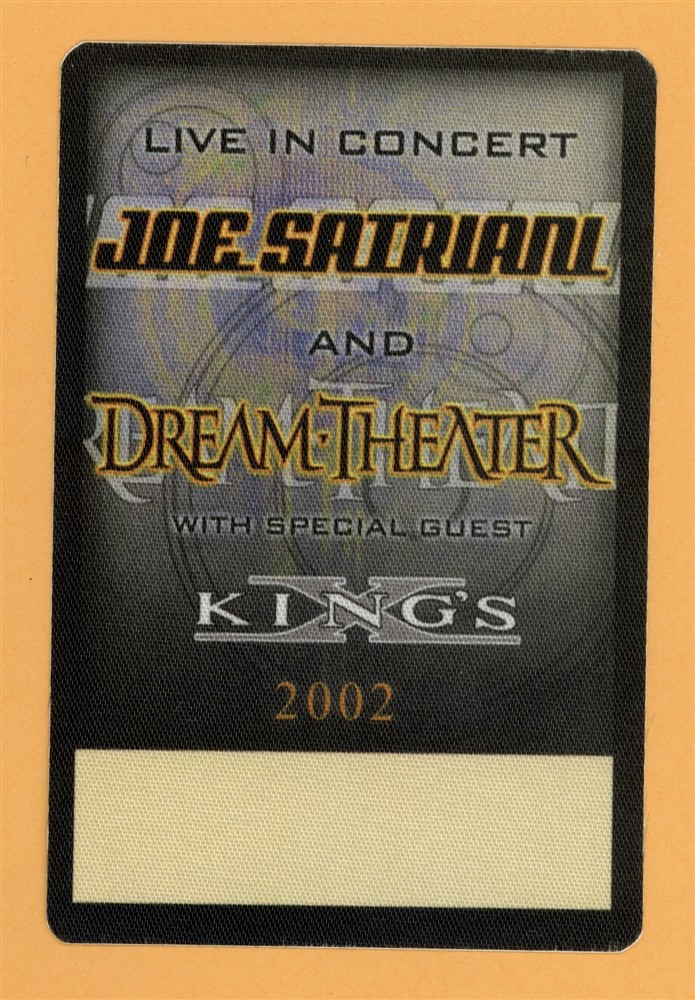 LIVE IN CONCERT
JOE SATRIANI
AND
DREAM·THEATER
WITH SPECIAL GUEST
KING'S X
2002